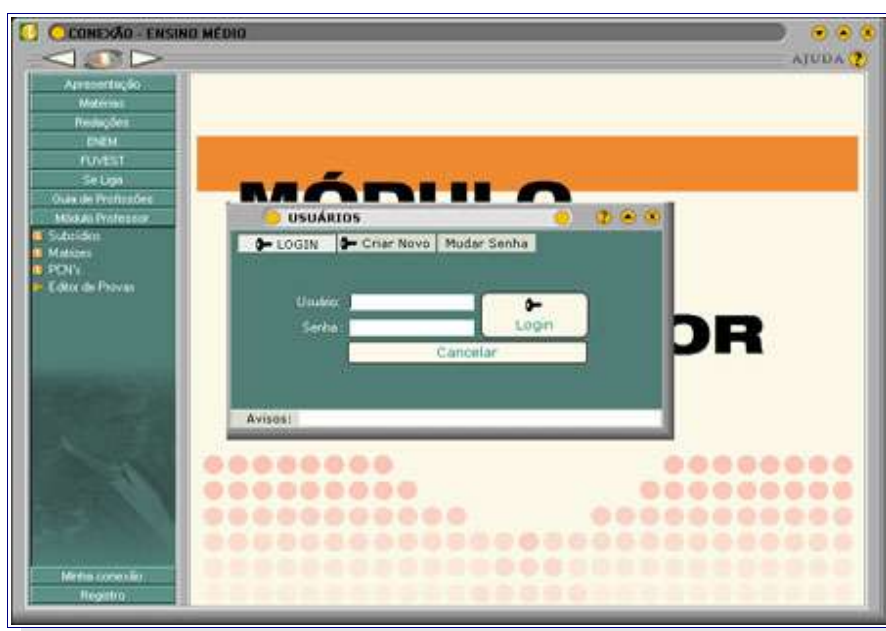 CONEXÃO - ENSINO MÉDIO
AJUDA
Apresentação
Matérias
Redações
ENEM
FUVEST
Se Liga
Guia de Profissões
Módulo Professor
Subsídios
Matrizes
PCN's
Editor de Provas
MÓDULO
USUÁRIOS
LOGIN
Criar Novo
Mudar Senha
Usuário:
Senha:
Login
Cancelar
OR
Avisos:
Minha conexão
Registro